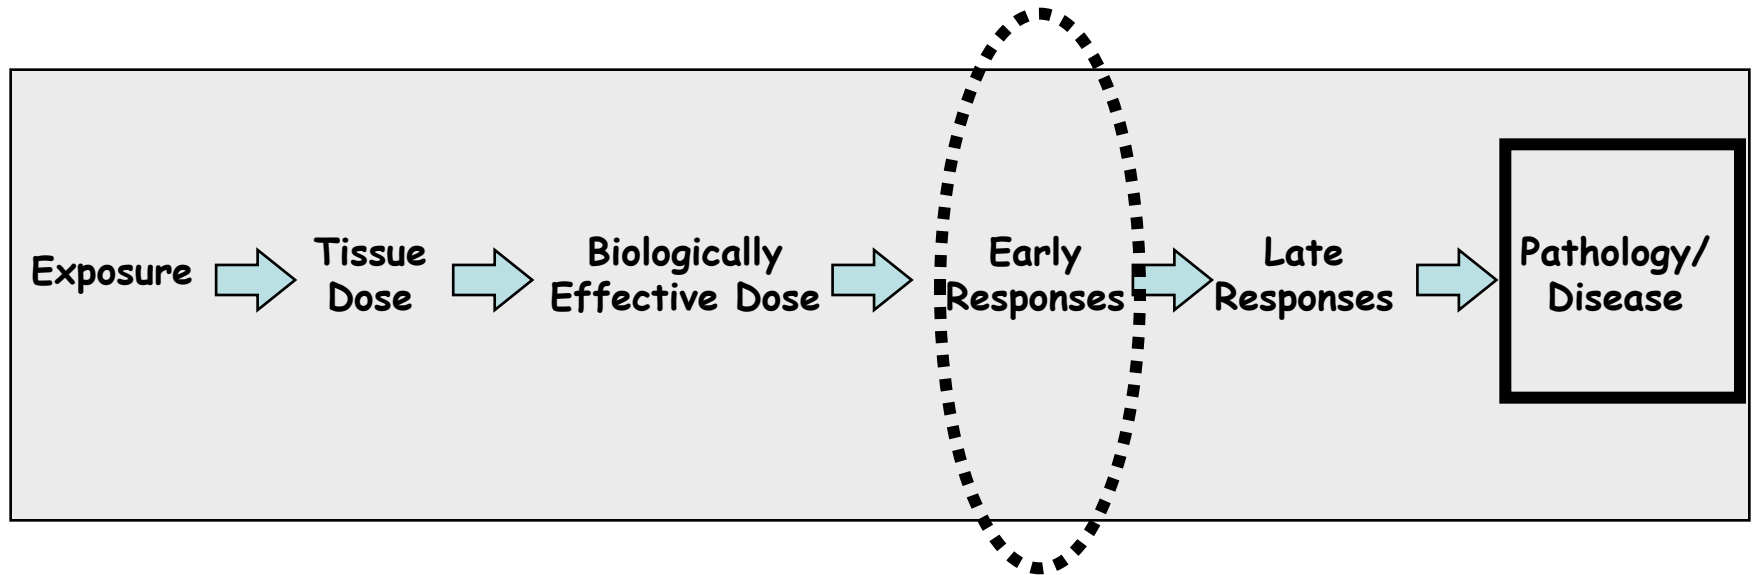 Exposure
Tissue
Dose
Biologically
Effective Dose
Early
Responses
Late
Responses
Pathology/
Disease